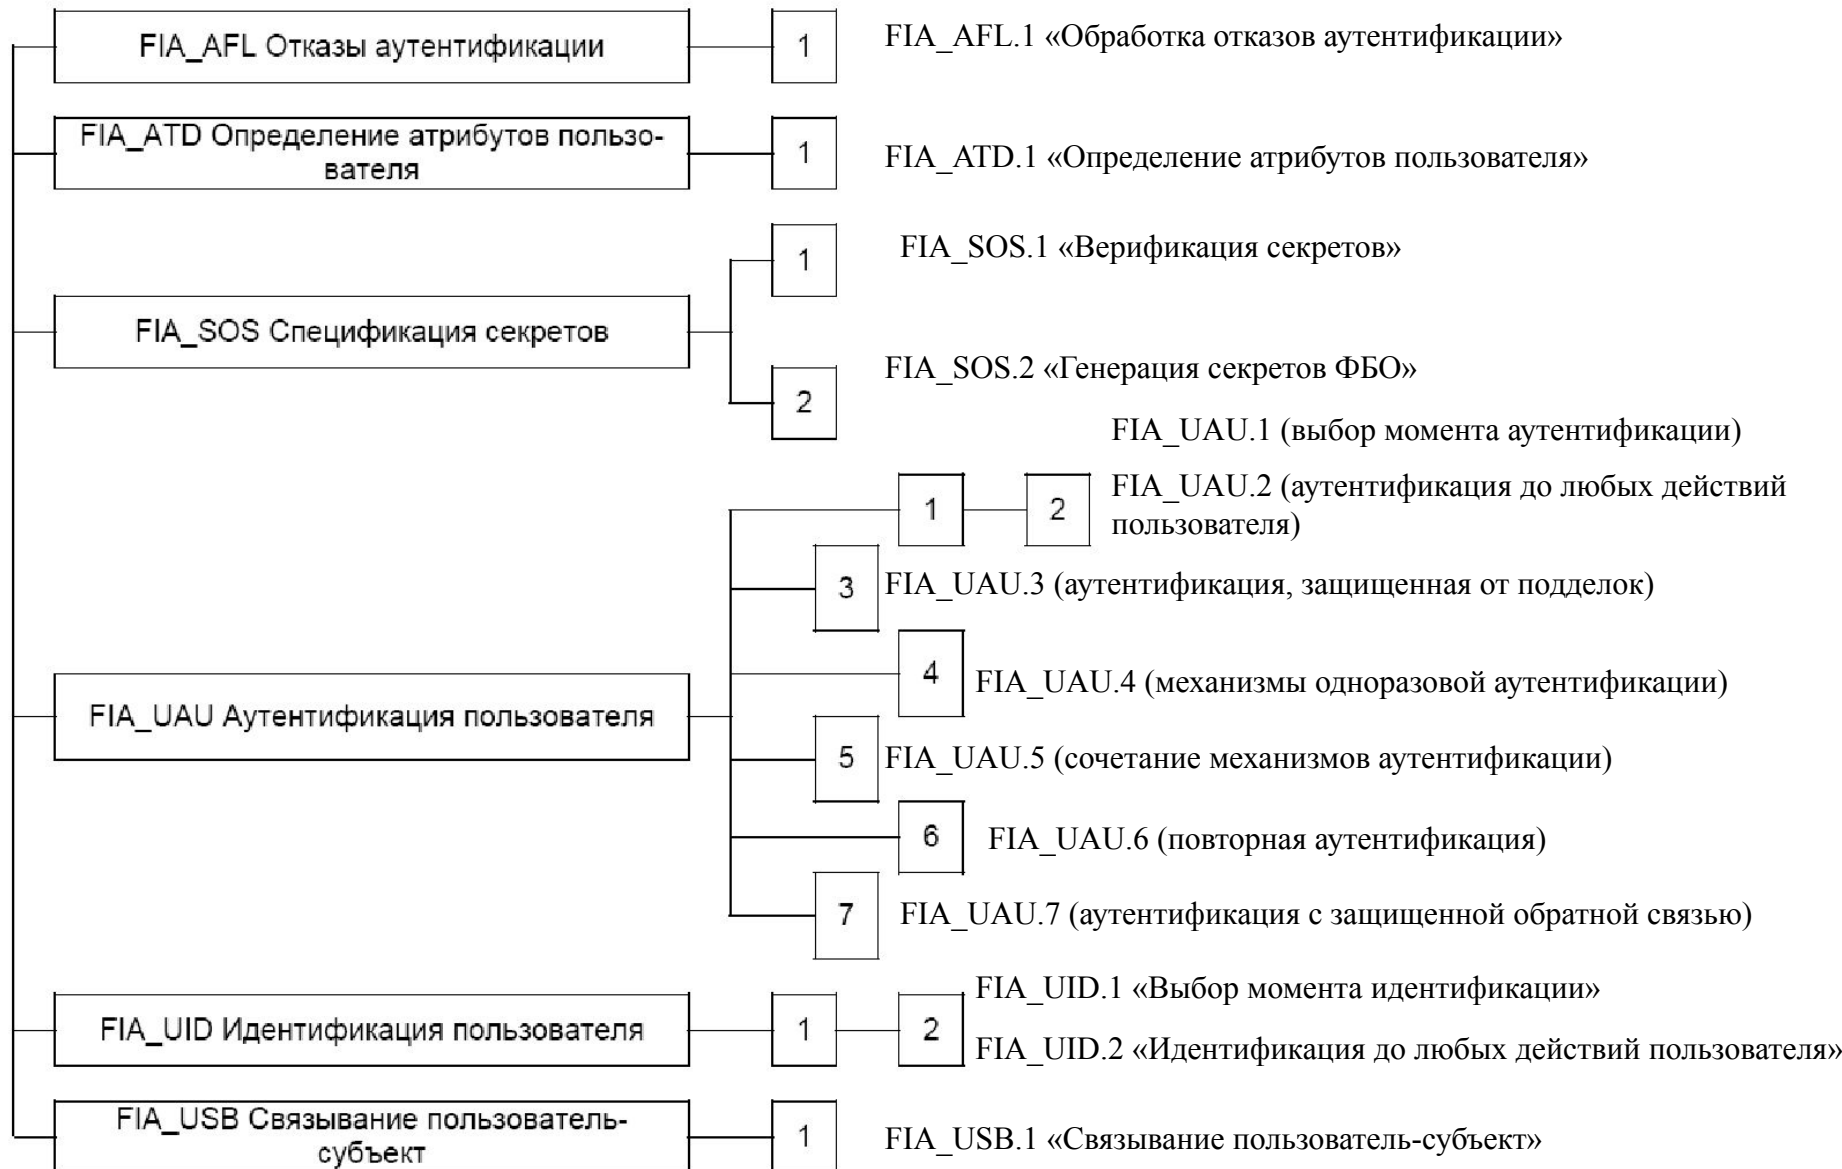 FIA_AFL Отказы аутентификации
1
FIA_AFL.1 «Обработка отказов аутентификации»
FIA_ATD Определение атрибутов пользо-
вателя
1
FIA_ATD.1 «Определение атрибутов пользователя»
FIA_SOS Спецификация секретов
1
FIA_SOS.1 «Верификация секретов»
2
FIA_SOS.2 «Генерация секретов ФБО»
FIA_UAU Аутентификация пользователя
FIA_UAU.1 (выбор момента аутентификации)
1
2
FIA_UAU.2 (аутентификация до любых действий
пользователя)
3
FIA_UAU.3 (аутентификация, защищенная от подделок)
4
FIA_UAU.4 (механизмы одноразовой аутентификации)
5
FIA_UAU.5 (сочетание механизмов аутентификации)
6
FIA_UAU.6 (повторная аутентификация)
7
FIA_UAU.7 (аутентификация с защищенной обратной связью)
FIA_UID Идентификация пользователя
1
2
FIA_UID.1 «Выбор момента идентификации»
FIA_UID.2 «Идентификация до любых действий пользователя»
FIA_USB Связывание пользователь-
субъект
1
FIA_USB.1 «Связывание пользователь-субъект»